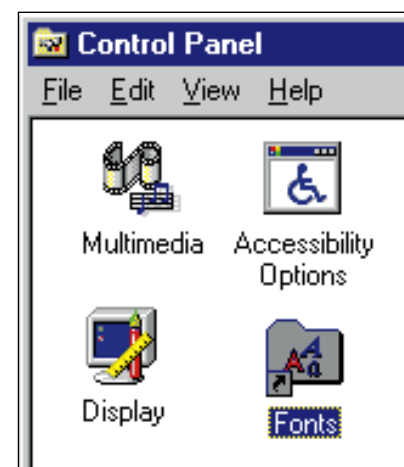 Control Panel
File Edit View Help
Multimedia
Accessibility
Options
Display
Fonts